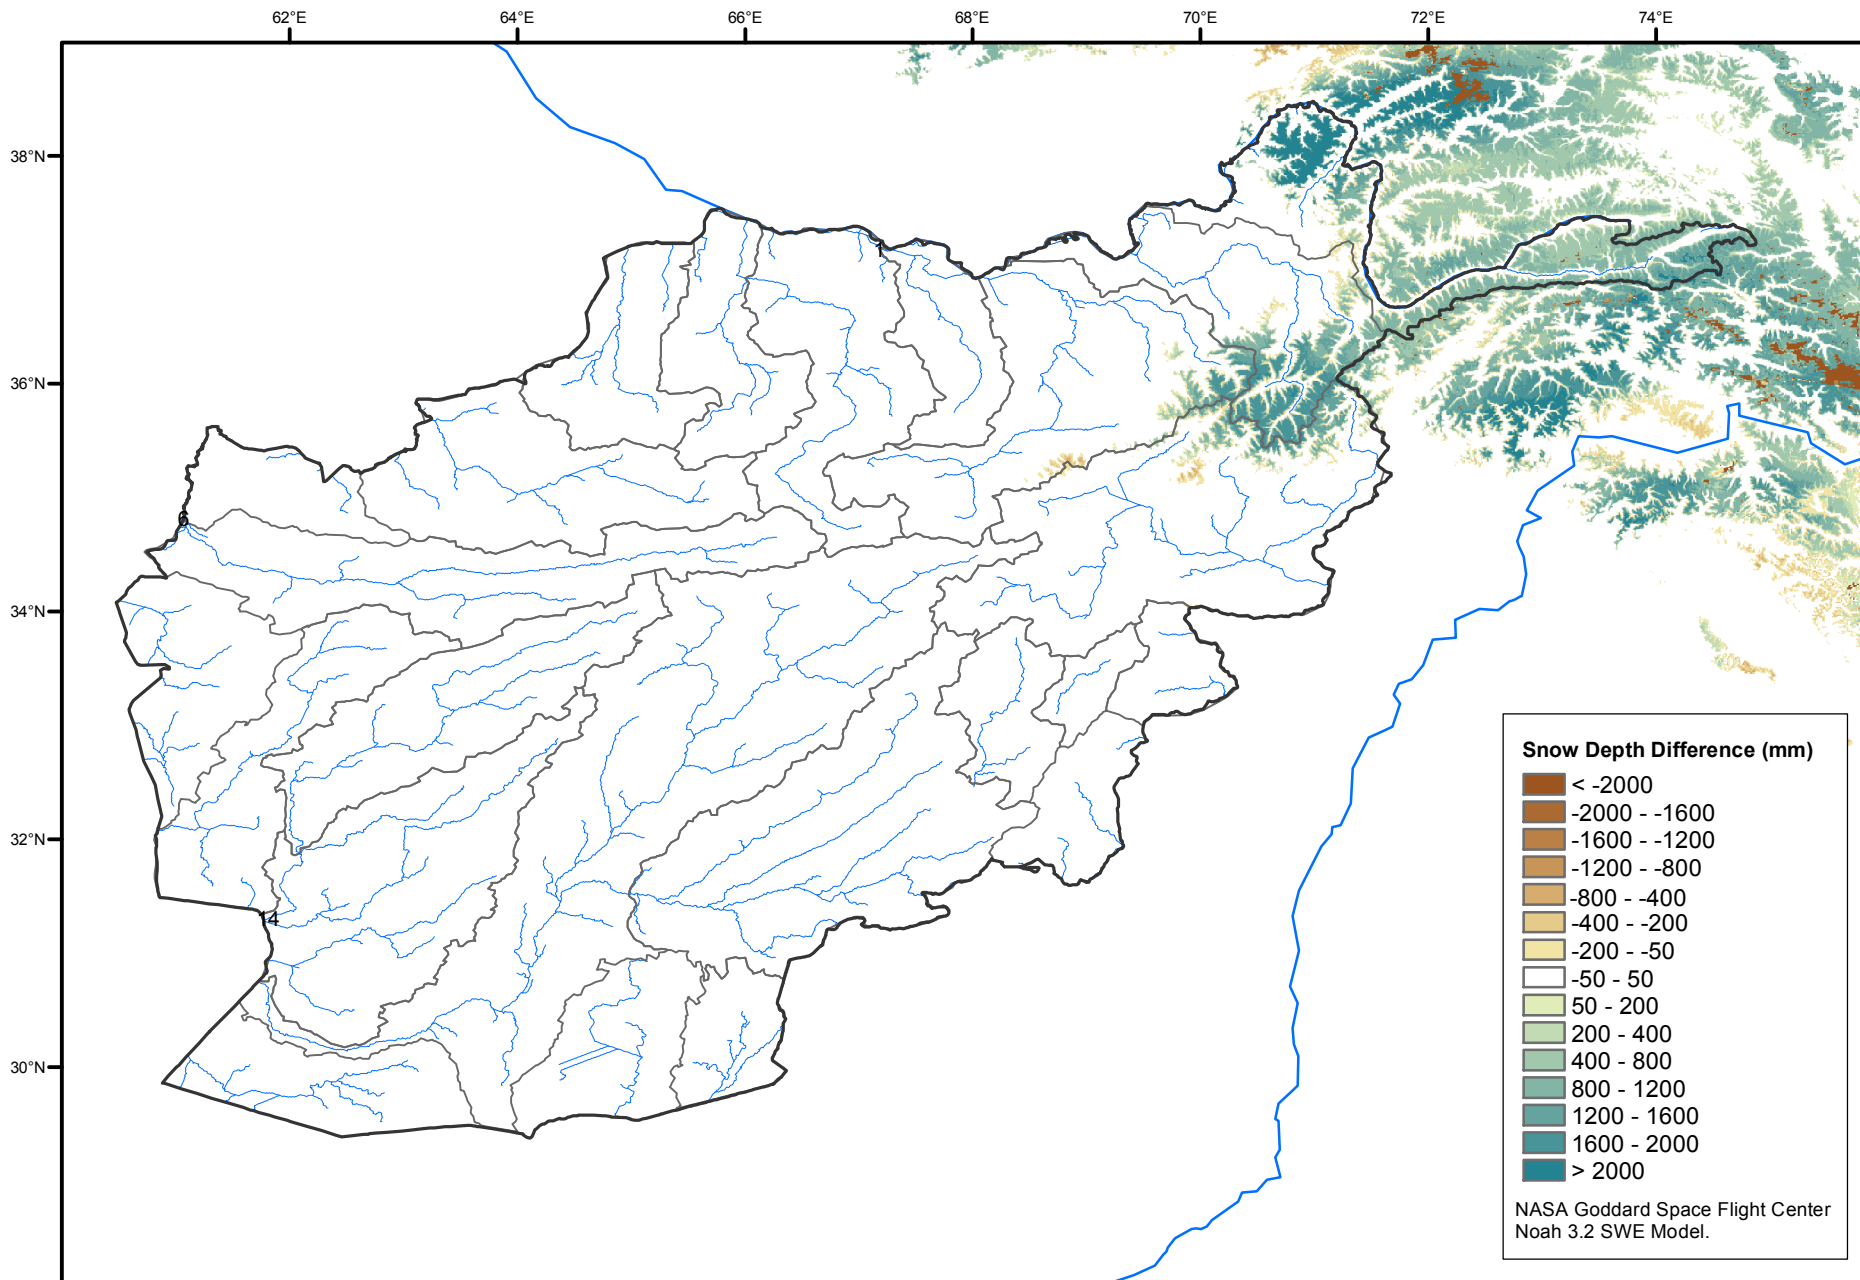 62°E 64°E 66°E 68°E 70°E 72°E 74°E
38°N
1
36°N
6
34°N
32°N
14
30°N
Snow Depth Difference (mm)
< -2000
-2000 - -1600
-1600 - -1200
-1200 - -800
-800 - -400
-400 - -200
-200 - -50
-50 - 50
50 - 200
200 - 400
400 - 800
800 - 1200
1200 - 1600
1600 - 2000
> 2000
NASA Goddard Space Flight Center
Noah 3.2 SWE Model.